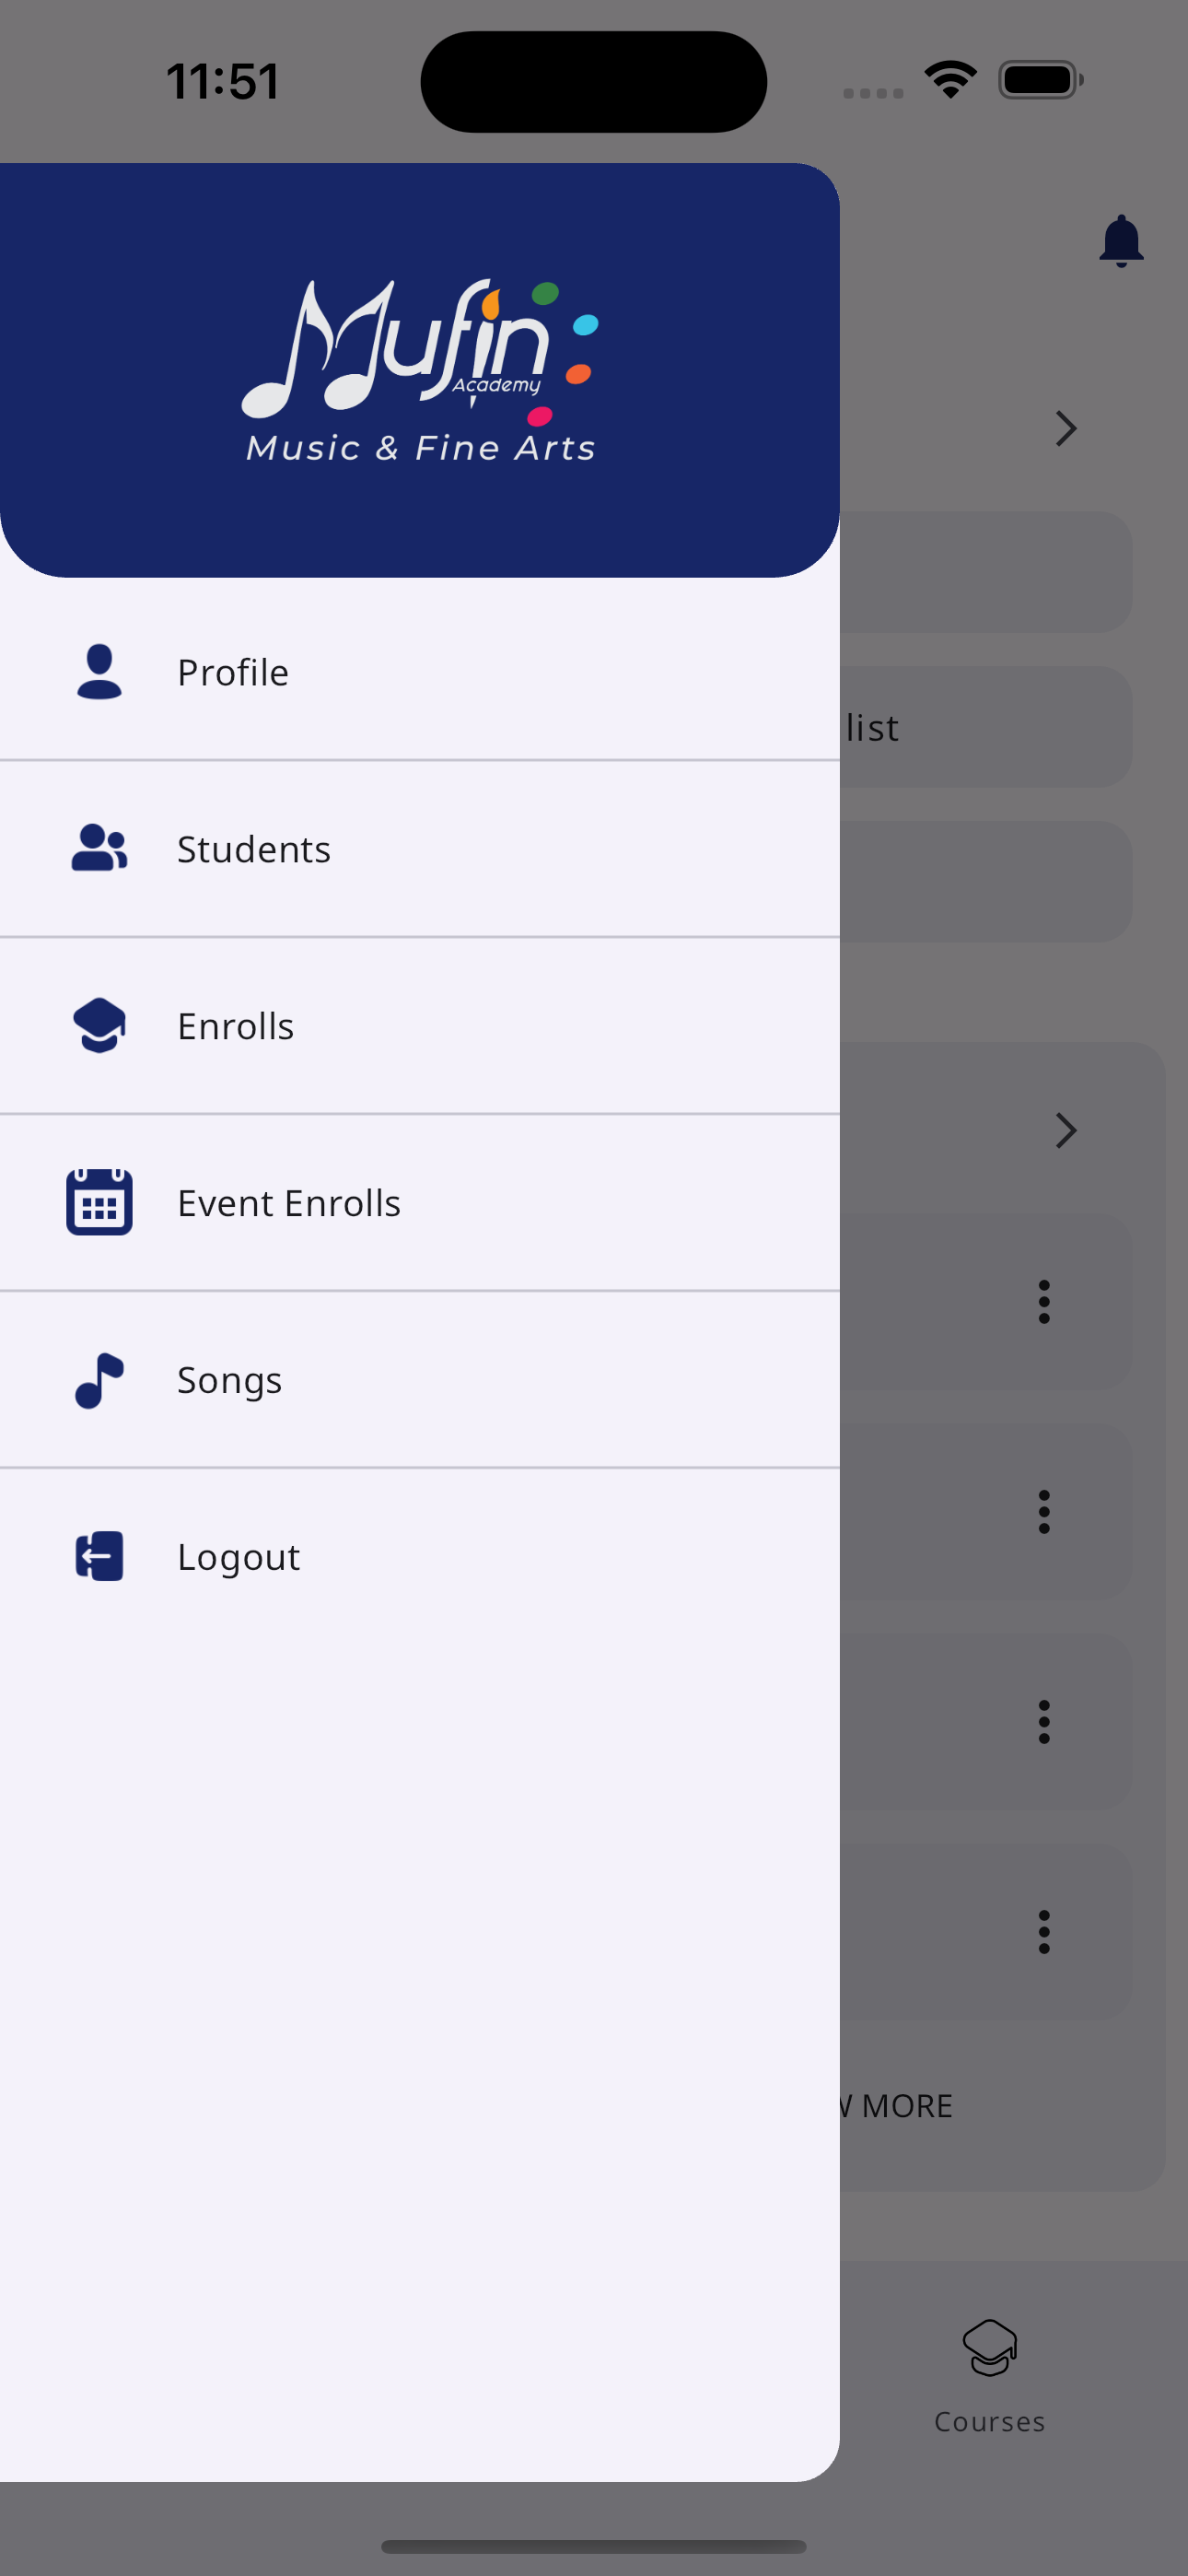 11:51
Mufin
Academy
Music & Fine Arts
Profile
Students
list
Enrolls
Event Enrolls
Songs
Logout
MORE
Courses